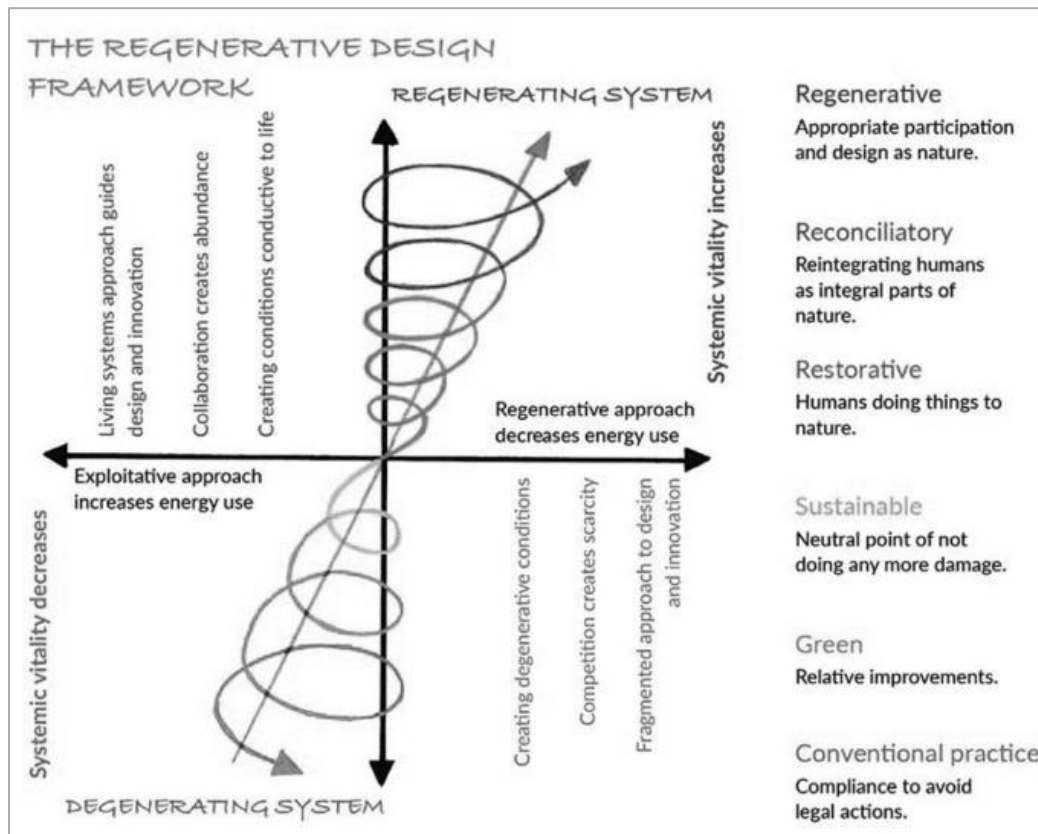 THE REGENERATIVE DESIGN
FRAMEWORK
REGENERATING SYSTEM
Living systems approach guides
design and innovation
Collaboration creates abundance
Creating conditions conductive to life
Systemic vitality increases
Regenerative approach
decreases energy use
Exploitative approach
increases energy use
Systemic vitality decreases
Creating degenerative conditions
Competition creates scarcity
Fragmented approach to design
and innovation
DEGENERATING SYSTEM
Regenerative
Appropriate participation
and design as nature.
Reconciliatory
Reintegrating humans
as integral parts of
nature.
Restorative
Humans doing things to
nature.
Sustainable
Neutral point of not
doing any more damage.
Green
Relative improvements.
Conventional practice
Compliance to avoid
legal actions.